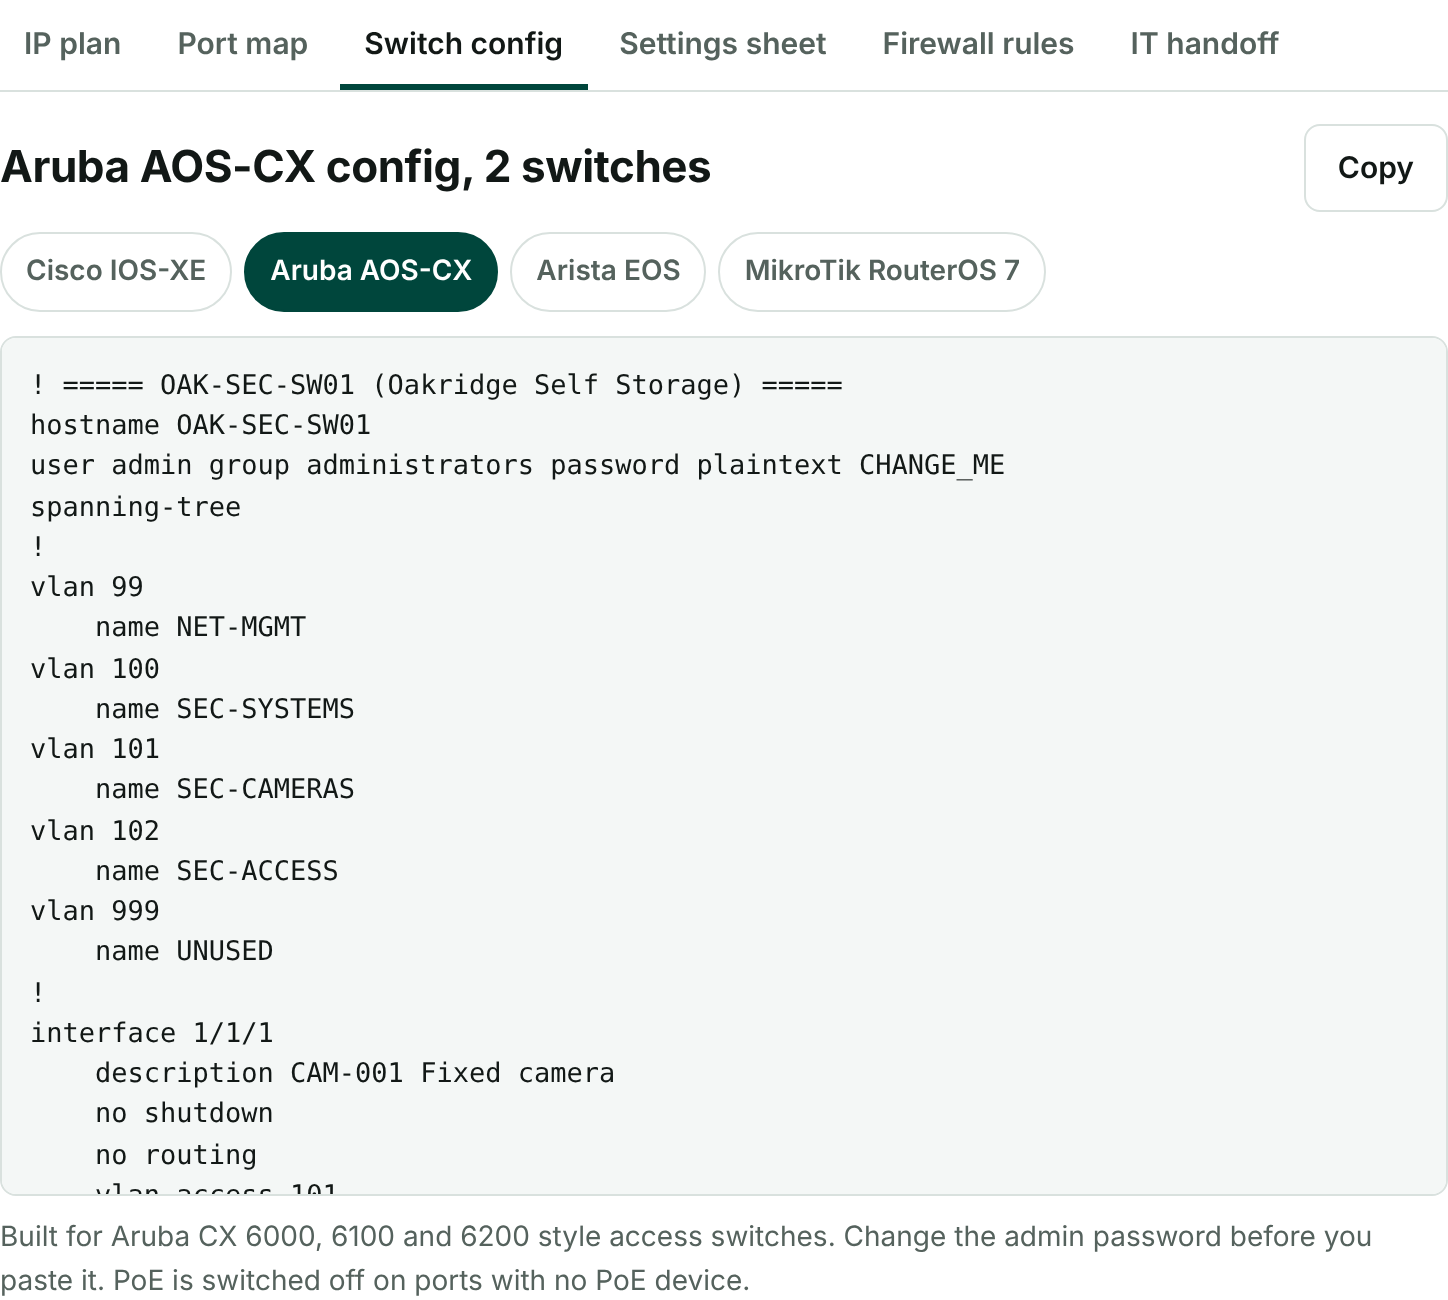 IP plan Port map Switch config Settings sheet Firewall rules IT handoff
Aruba AOS-CX config, 2 switches
Copy
Cisco IOS-XE Aruba AOS-CX Arista EOS MikroTik RouterOS 7
! ===== OAK-SEC-SW01 (Oakridge Self Storage) =====
hostname OAK-SEC-SW01
user admin group administrators password plaintext CHANGE_ME
spanning-tree
!
vlan 99
    name NET-MGMT
vlan 100
    name SEC-SYSTEMS
vlan 101
    name SEC-CAMERAS
vlan 102
    name SEC-ACCESS
vlan 999
    name UNUSED
!
interface 1/1/1
    description CAM-001 Fixed camera
    no shutdown
    no routing
    vlan access 101
Built for Aruba CX 6000, 6100 and 6200 style access switches. Change the admin password before you
paste it. PoE is switched off on ports with no PoE device.